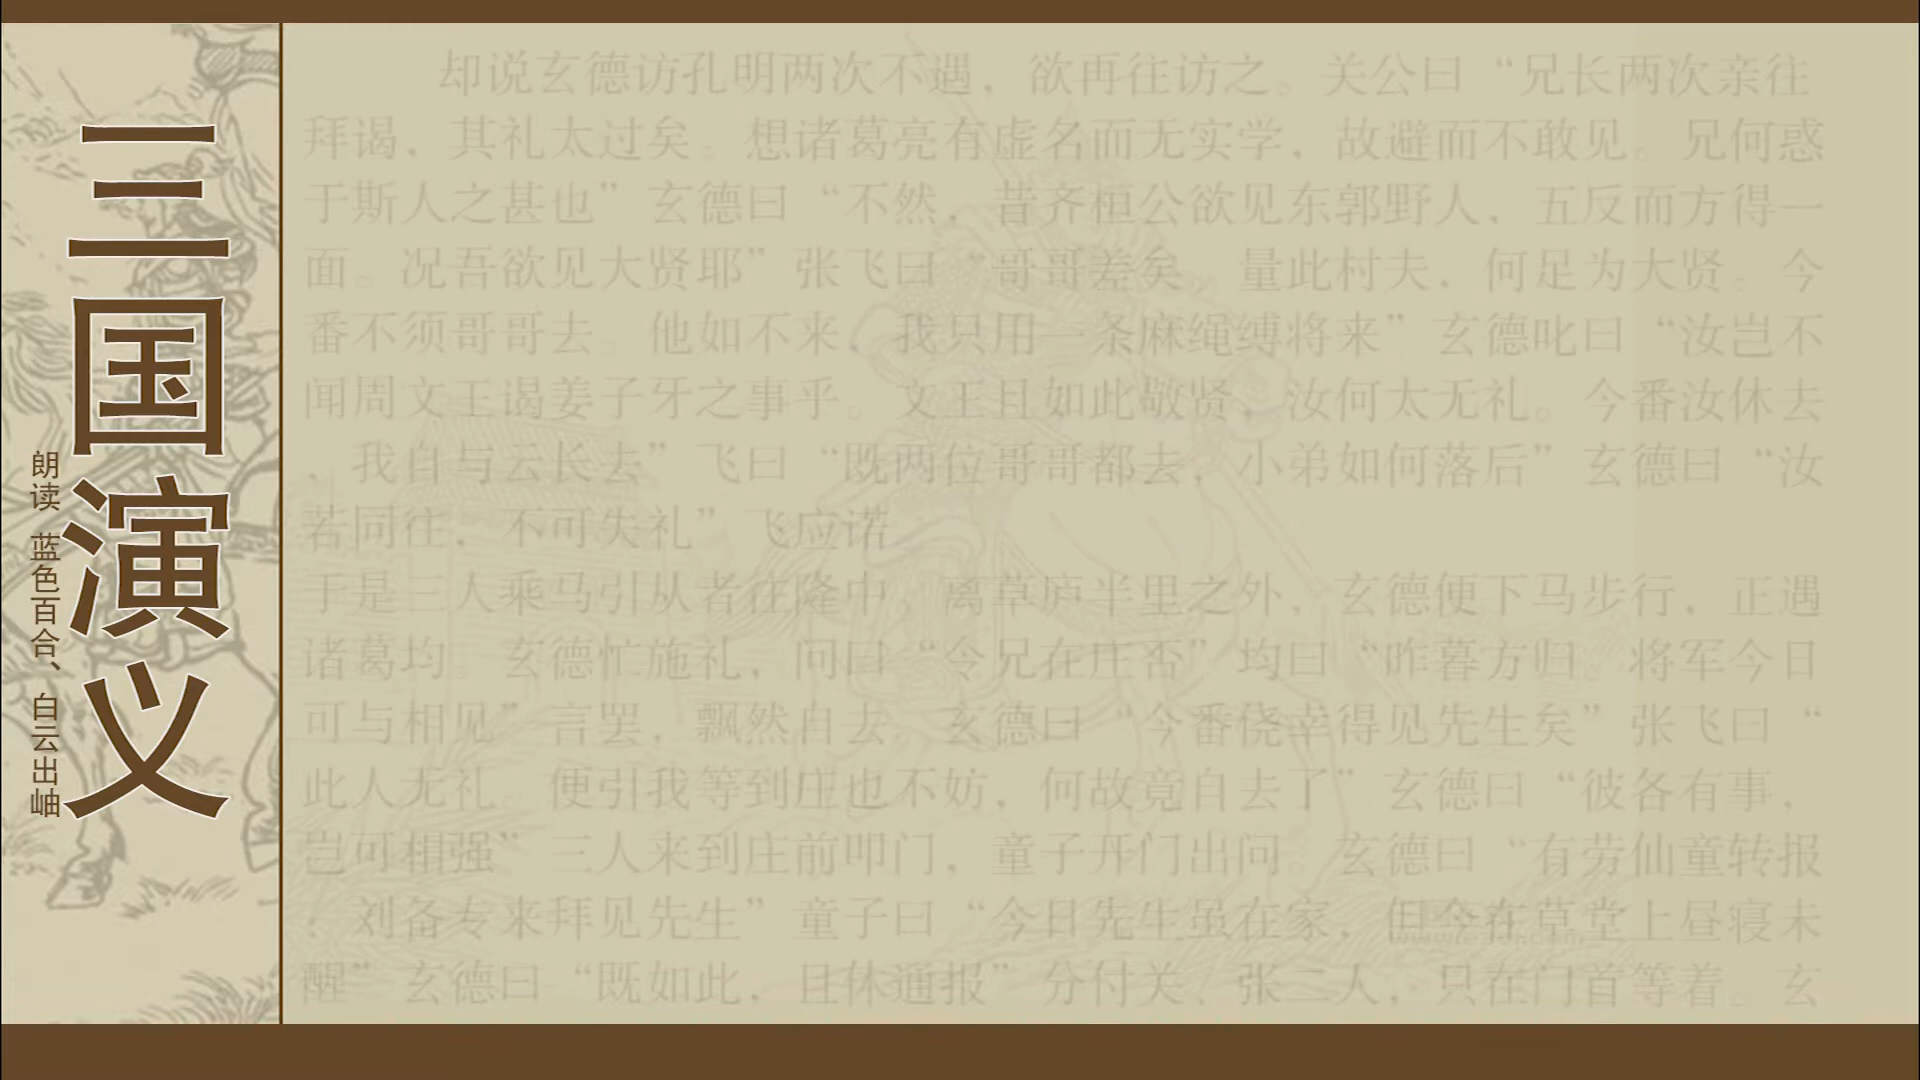 三国演义
朗读 蓝色百合、白云出岫
却说玄德访孔明两次不遇，欲再往访之。关公曰“兄长两次亲往
拜谒，其礼太过矣。想诸葛亮有虚名而无实学，故避而不敢见。兄何惑
于斯人之甚也”玄德曰“不然，昔齐桓公欲见东郭野人，五反而方得一
面。况吾欲见大贤耶”张飞曰“哥哥差矣。量此村夫，何足为大贤。今
番不须哥哥去。他如不来，我只用一条麻绳缚将来”玄德叱曰“汝岂不
闻周文王谒姜子牙之事乎。文王且如此敬贤，汝何太无礼。今番汝休去
，我自与云长去”飞曰“既两位哥哥都去，小弟如何落后”玄德曰“汝
若同往，不可失礼”飞应诺
于是三人乘马引从者往隆中 离草庐半里之外，玄德便下马步行，正遇
诸葛均。玄德忙施礼，问曰“令兄在庄否”均曰“昨暮方归。将军今日
可与相见”言罢，飘然自去。玄德曰“今番侥幸得见先生矣”张飞曰“
此人无礼 便引我等到庄也不妨，何故竟自去了”玄德曰“彼各有事，
岂可相强”三人来到庄前叩门，童子开门出问。玄德曰“有劳仙童转报
，刘备专来拜见先生”童子曰“今日先生虽在家，但今在草堂上昼寝未
醒”玄德曰“既如此，且休通报”分付关、张二人，只在门首等着。玄